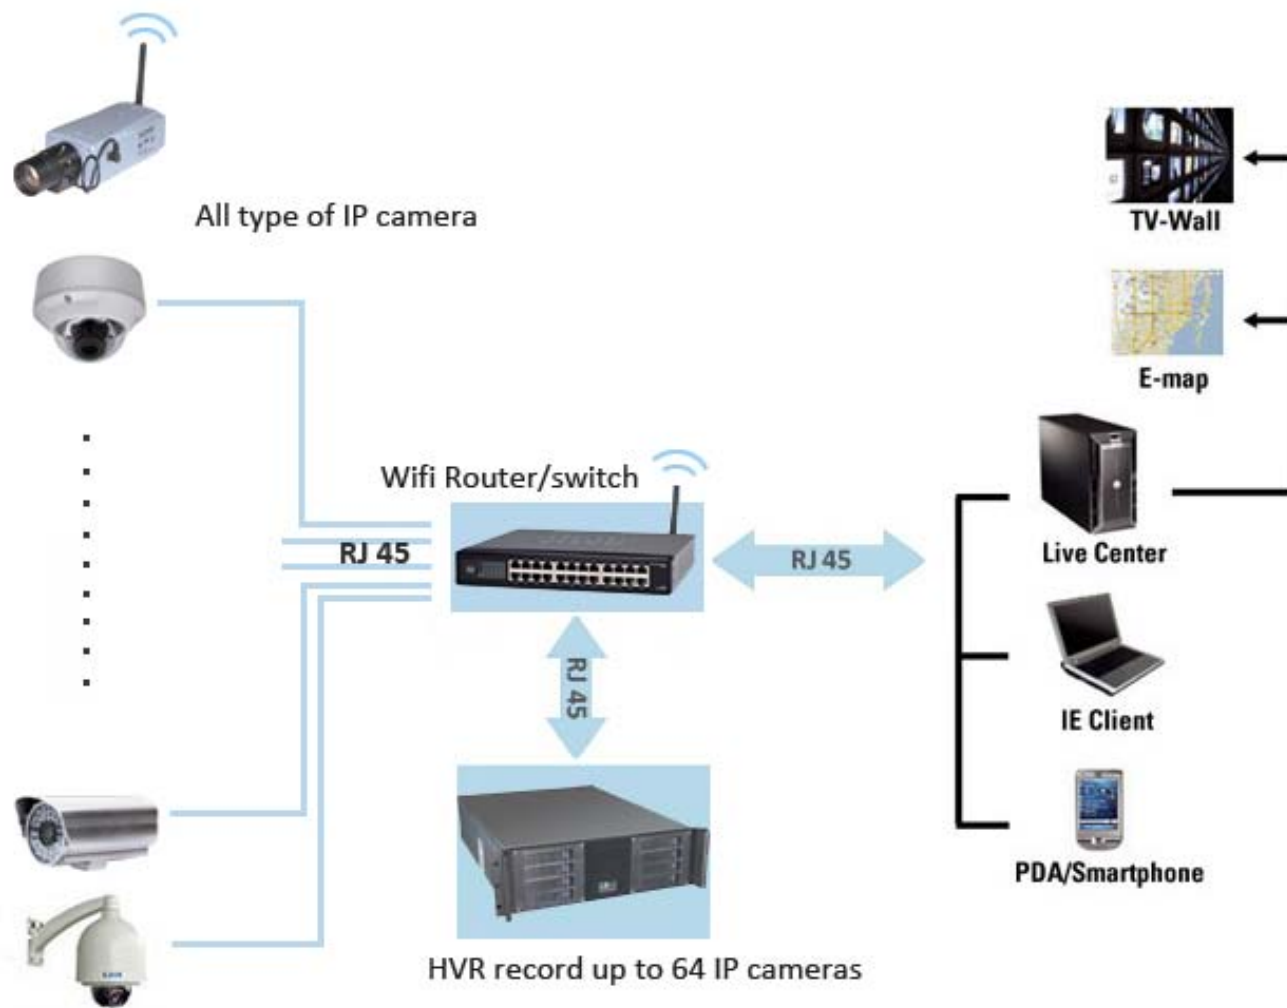 All type of IP camera
TV-Wall
E-map
Wifi Router/switch
RJ 45
RJ 45
Live Center
RJ 45
IE Client
PDA/Smartphone
HVR record up to 64 IP cameras